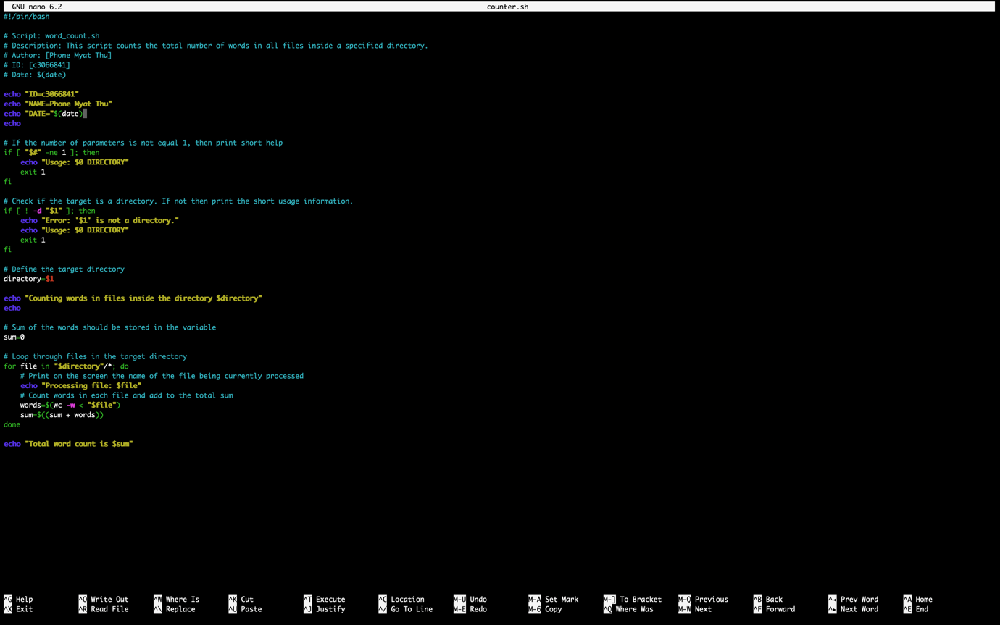 GNU nano 6.2 counter.sh
#!/bin/bash
# Script: word_count.sh
# Description: This script counts the total number of words in all files inside a specified directory.
# Author: [Phone Myat Thu]
# ID: [c3066841]
# Date: $(date)
echo "ID=c3066841"
echo "NAME=Phone Myat Thu"
echo "DATE="$(date)
echo
# If the number of parameters is not equal 1, then print short help
if [ "$#" -ne 1 ]; then
    echo "Usage: $0 DIRECTORY"
    exit 1
fi
# Check if the target is a directory. If not then print the short usage information.
if [ ! -d "$1" ]; then
    echo "Error: '$1' is not a directory."
    echo "Usage: $0 DIRECTORY"
    exit 1
fi
# Define the target directory
directory=$1
echo "Counting words in files inside the directory $directory"
echo
# Sum of the words should be stored in the variable
sum=0
# Loop through files in the target directory
for file in "$directory"/*; do
    # Print on the screen the name of the file being currently processed
    echo "Processing file: $file"
    # Count words in each file and add to the total sum
    words=$(wc -w < "$file")
    sum=$((sum + words))
done
echo "Total word count is $sum"
^G Help ^O Write Out ^W Where Is ^K Cut ^T Execute ^C Location M-U Undo M-A Set Mark M-] To Bracket M-Q Previous ^B Back ^◂ Prev Word ^A Home
^X Exit ^R Read File ^\ Replace ^U Paste ^J Justify ^/ Go To Line M-E Redo M-6 Copy ^Q Where Was M-W Next ^F Forward ^▸ Next Word ^E End